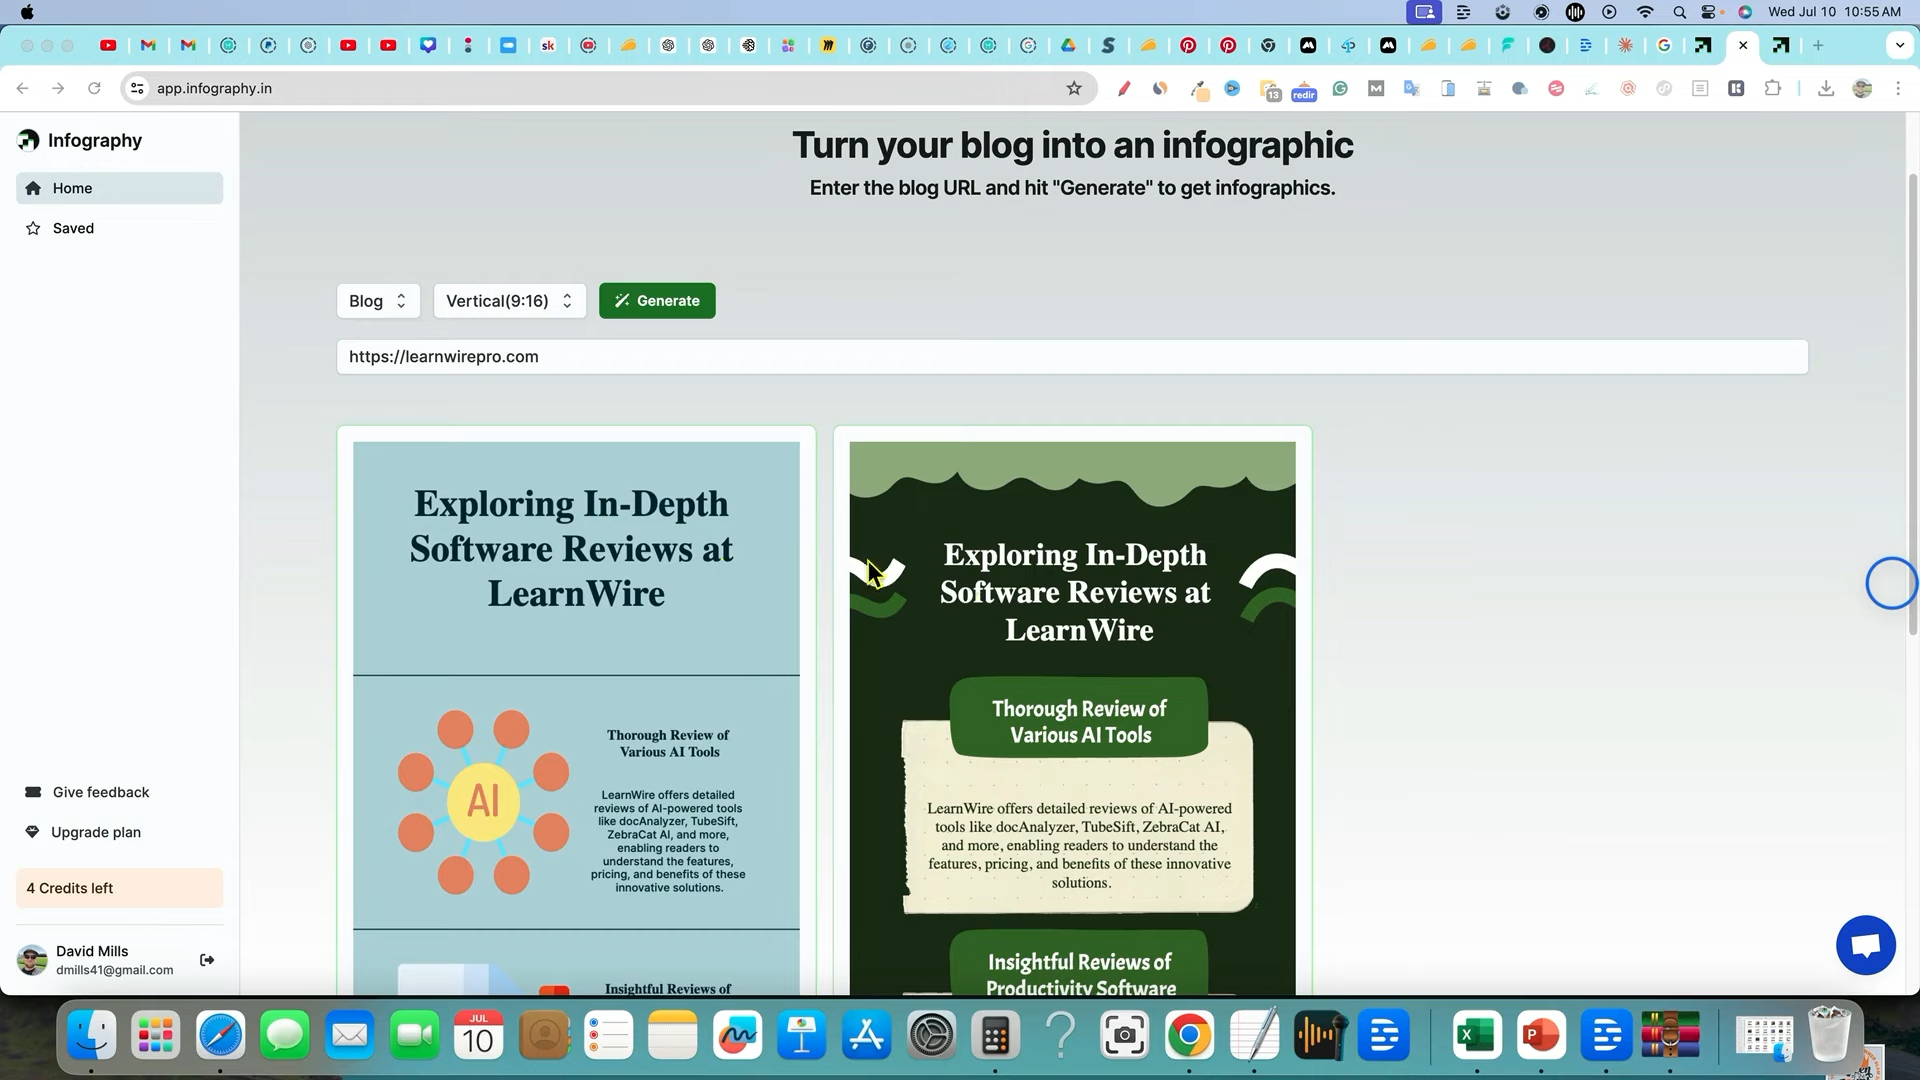 Wed Jul 10 10:55 AM
sk
app.infography.in
13
redir
Infography
Home
Saved
Turn your blog into an infographic
Enter the blog URL and hit "Generate" to get infographics.
Blog
Vertical(9:16)
Generate
https://learnwirepro.com
Exploring In-Depth
Software Reviews at
LearnWire
AI
Thorough Review of
Various AI Tools
LearnWire offers detailed
reviews of AI-powered tools
like docAnalyzer, TubeSift,
ZebraCat AI, and more,
enabling readers to
understand the features,
pricing, and benefits of these
innovative solutions.
Insightful Reviews of
Exploring In-Depth
Software Reviews at
LearnWire
Thorough Review of
Various AI Tools
LearnWire offers detailed reviews of AI-powered
tools like docAnalyzer, TubeSift, ZebraCat AI,
and more, enabling readers to understand the
features, pricing, and benefits of these innovative
solutions.
Insightful Reviews of
Productivity Software
Give feedback
Upgrade plan
4 Credits left
David Mills
dmills41@gmail.com
JUL
10